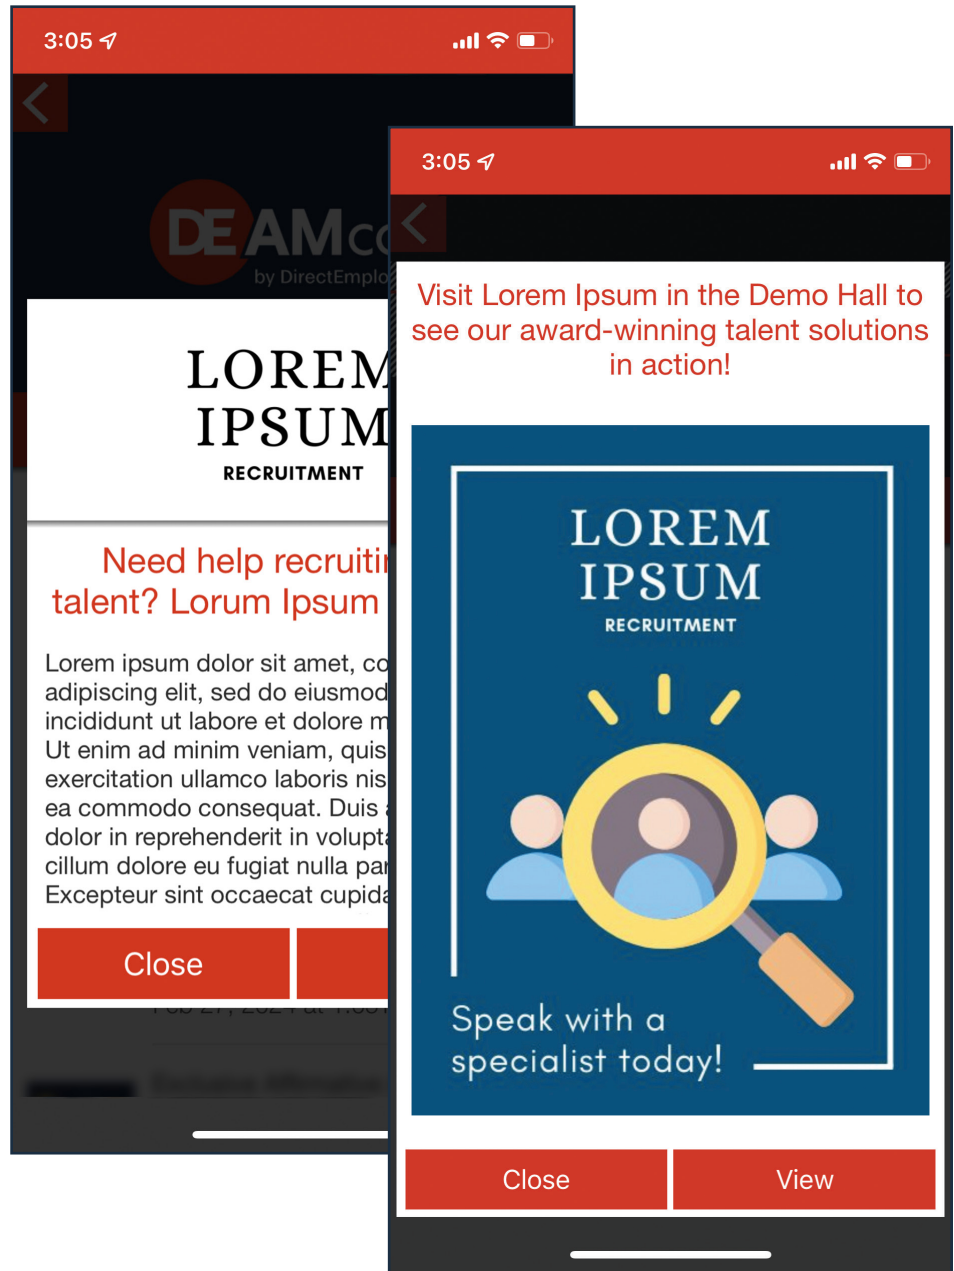 3:05
DEAMco
by DirectEmplo
LOREM
IPSUM
RECRUITMENT
Need help recruitin
talent? Lorum Ipsum
Lorem ipsum dolor sit amet, co
adipiscing elit, sed do eiusmod
incididunt ut labore et dolore m
Ut enim ad minim veniam, quis
exercitation ullamco laboris nis
ea commodo consequat. Duis a
dolor in reprehenderit in volupta
cillum dolore eu fugiat nulla par
Excepteur sint occaecat cupida
Close
3:05
Visit Lorem Ipsum in the Demo Hall to
see our award-winning talent solutions
in action!
LOREM
IPSUM
RECRUITMENT
Speak with a
specialist today!
Close
View